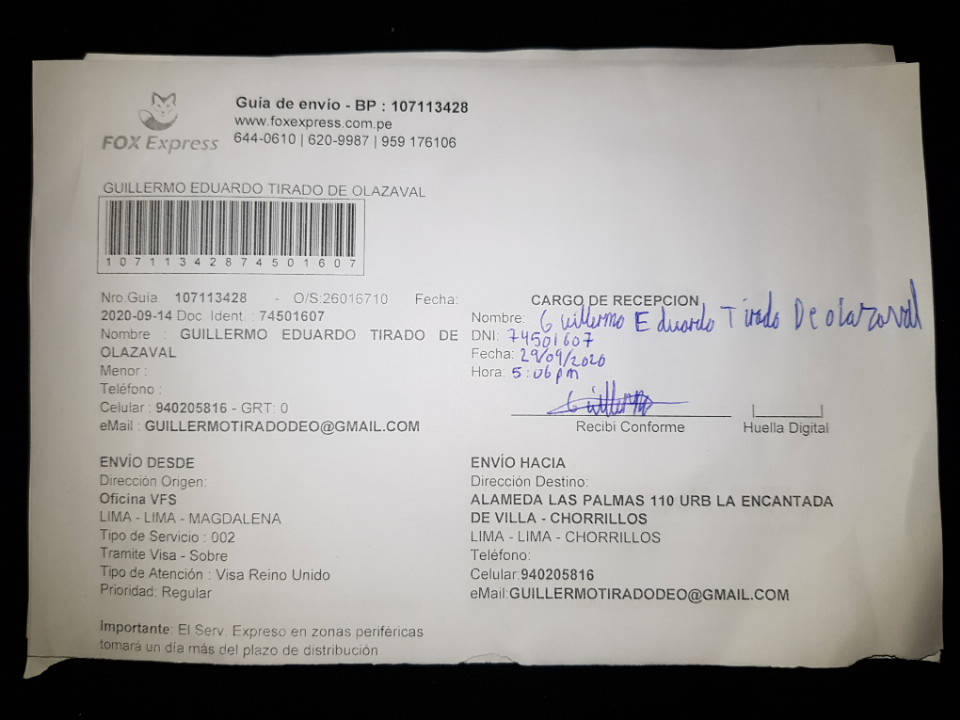 FOX Express
Guía de envío - BP : 107113428
www.foxexpress.com.pe
644-0610 | 620-9987 | 959 176106
GUILLERMO EDUARDO TIRADO DE OLAZAVAL
10711342874501607
Nro.Guía 107113428 - O/S:26016710 Fecha:
2020-09-14 Doc. Ident.: 74501607
Nombre : GUILLERMO EDUARDO TIRADO DE
OLAZAVAL
Menor :
Teléfono :
Celular : 940205816 - GRT: 0
eMail : GUILLERMOTIRADODEO@GMAIL.COM
CARGO DE RECEPCION
Nombre: Guillermo Eduardo Tirado De olazaval
DNI: 74501607
Fecha: 29/09/2020
Hora. 5:06pm
Guillermo
Recibi Conforme
Huella Digital
ENVÍO DESDE
Dirección Origen:
Oficina VFS
LIMA - LIMA - MAGDALENA
Tipo de Servicio : 002
Tramite Visa - Sobre
Tipo de Atención : Visa Reino Unido
Prioridad: Regular
ENVÍO HACIA
Dirección Destino:
ALAMEDA LAS PALMAS 110 URB LA ENCANTADA
DE VILLA - CHORRILLOS
LIMA - LIMA - CHORRILLOS
Teléfono:
Celular:940205816
eMail:GUILLERMOTIRADODEO@GMAIL.COM
Importante: El Serv. Expreso en zonas periféricas
tomará un día más del plazo de distribución